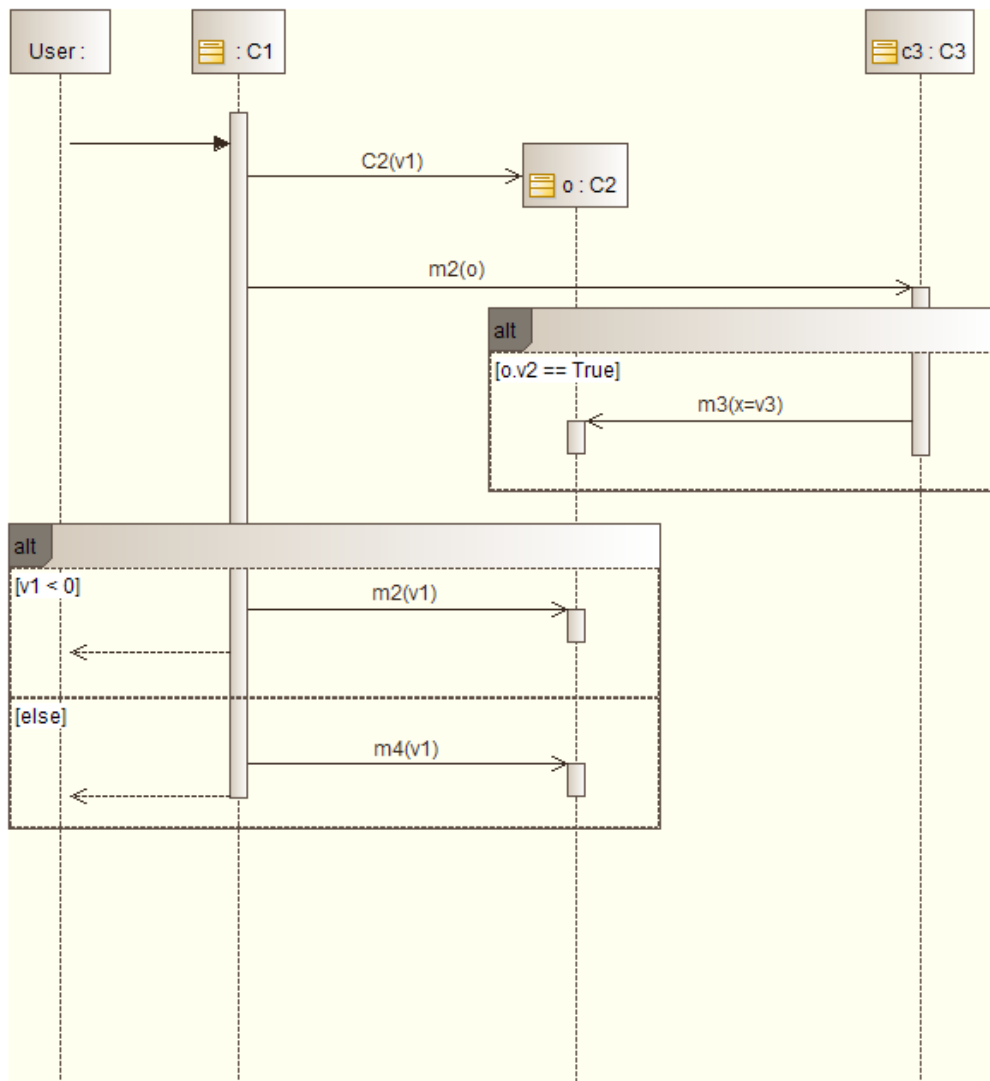 User :
: C1
c3 : C3
C2(v1)
o : C2
m2(o)
alt
[o.v2 == True]
m3(x=v3)
alt
[v1 < 0]
m2(v1)
[else]
m4(v1)